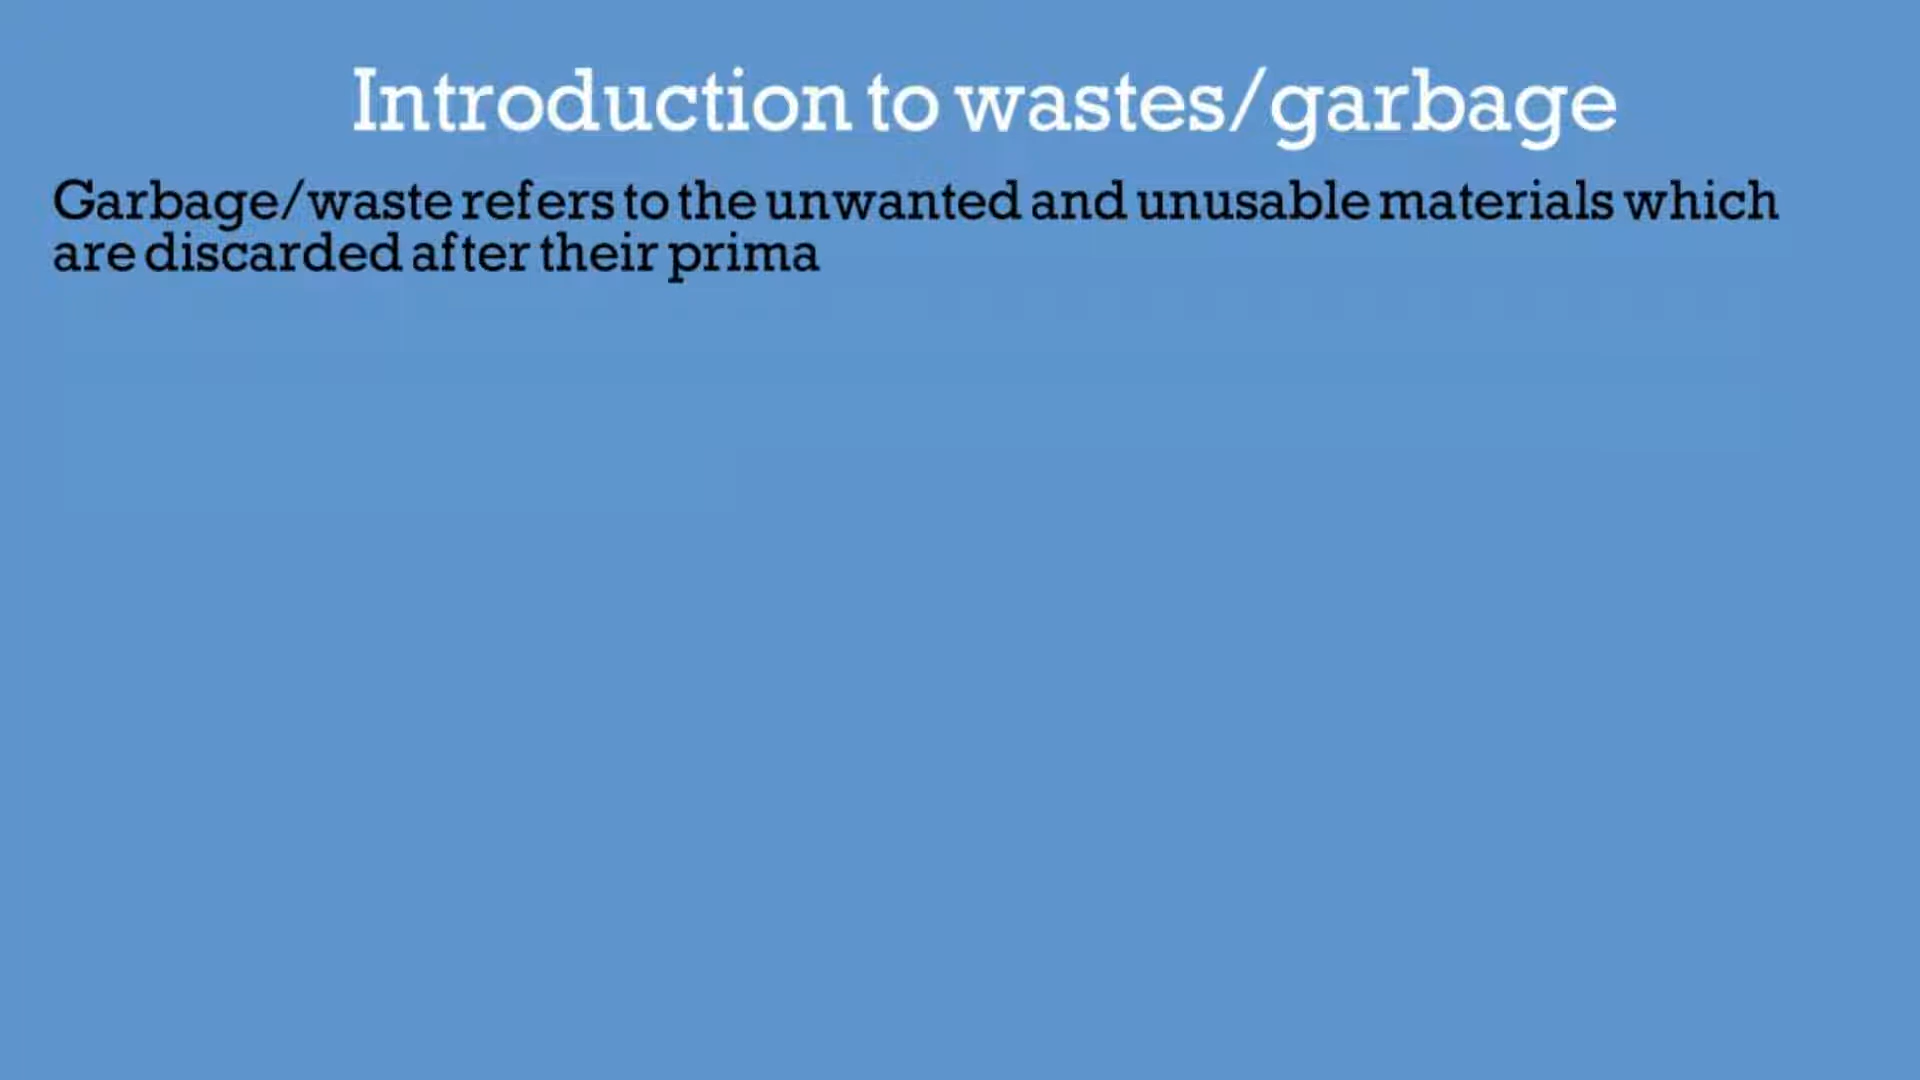 Introduction to wastes/garbage
Garbage/waste refers to the unwanted and unusable materials which
are discarded after their prima